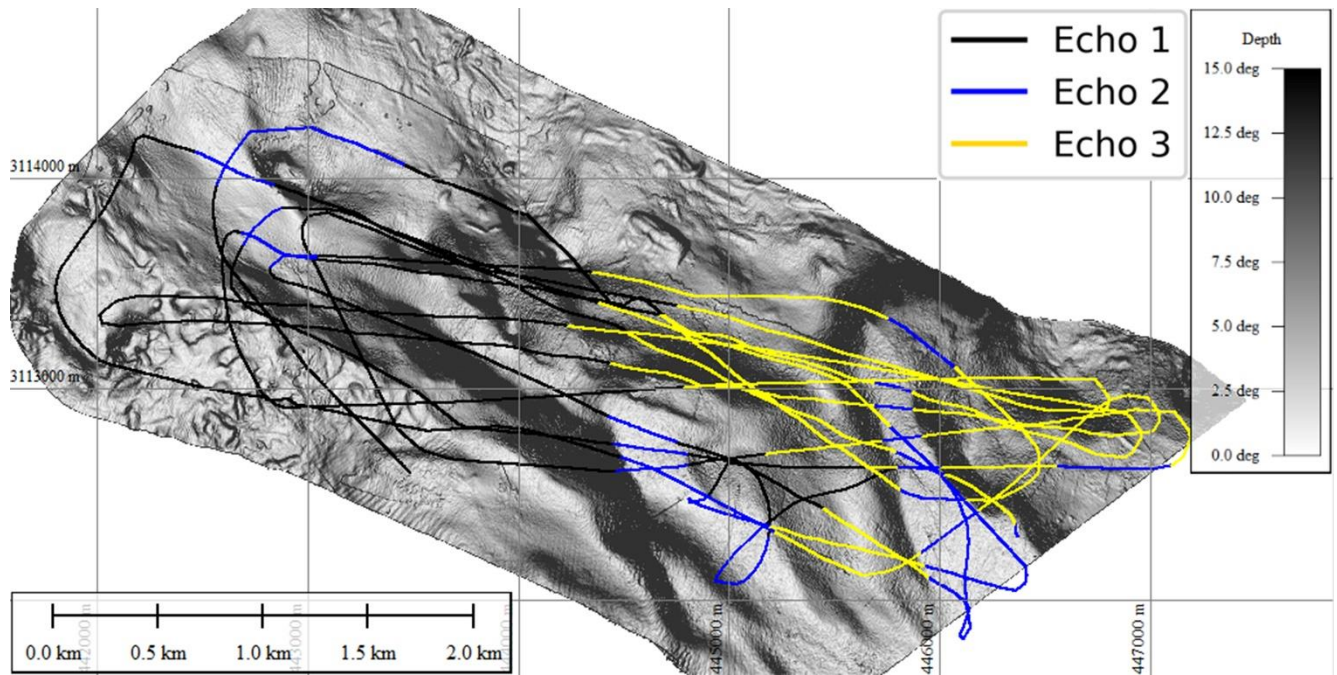 Echo 1
Echo 2
Echo 3
Depth
15.0 deg
12.5 deg
10.0 deg
7.5 deg
5.0 deg
2.5 deg
0.0 deg
3114000 m
3113000 m
442000 m
443000 m
445000 m
446000 m
447000 m
0.0 km
0.5 km
1.0 km
1.5 km
2.0 km